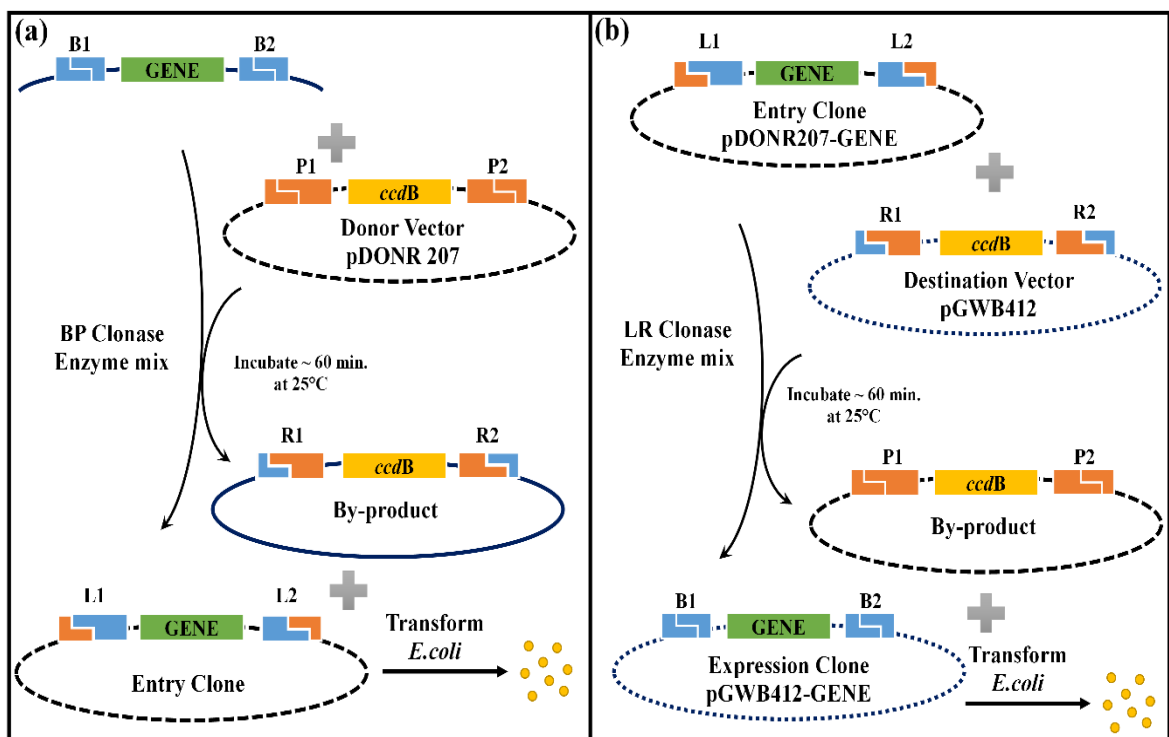 (a)
B1 B2
GENE
P1 P2
ccdB
Donor Vector
pDONR 207
BP Clonase
Enzyme mix
Incubate ~ 60 min.
at 25°C
R1 R2
ccdB
By-product
L1 L2
GENE
Entry Clone
Transform
E.coli
(b)
L1 L2
GENE
Entry Clone
pDONR207-GENE
R1 R2
ccdB
Destination Vector
pGWB412
LR Clonase
Enzyme mix
Incubate ~ 60 min.
at 25°C
P1 P2
ccdB
By-product
B1 B2
GENE
Expression Clone
pGWB412-GENE
Transform
E.coli